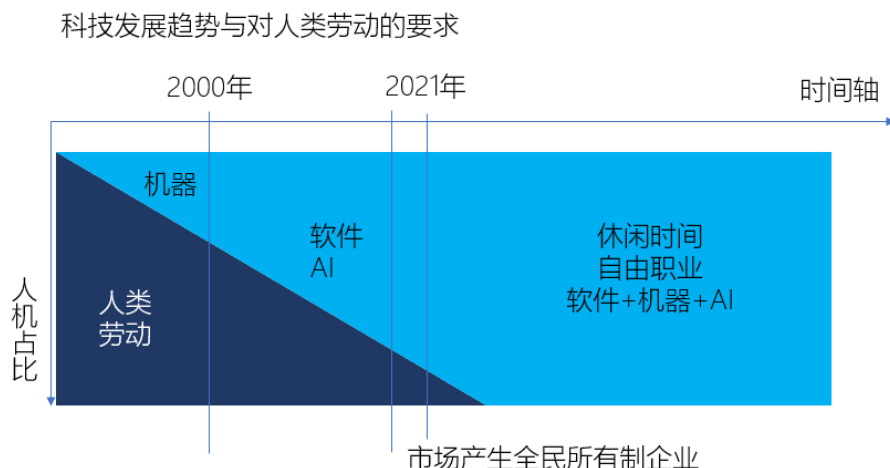 科技发展趋势与对人类劳动的要求
2000年
2021年
时间轴
机器
软件
AI
休闲时间
自由职业
软件+机器+AI
人类
劳动
人机占比
市场产生全民所有制企业